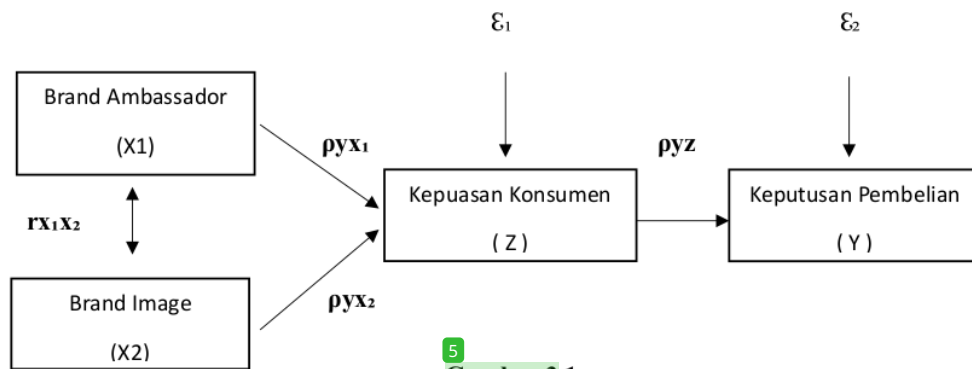 ε₁
ε₂
Brand Ambassador
(X1)
ρyx₁
ρyz
Kepuasan Konsumen
( Z )
Keputusan Pembelian
( Y )
rx₁x₂
Brand Image
(X2)
ρyx₂
5